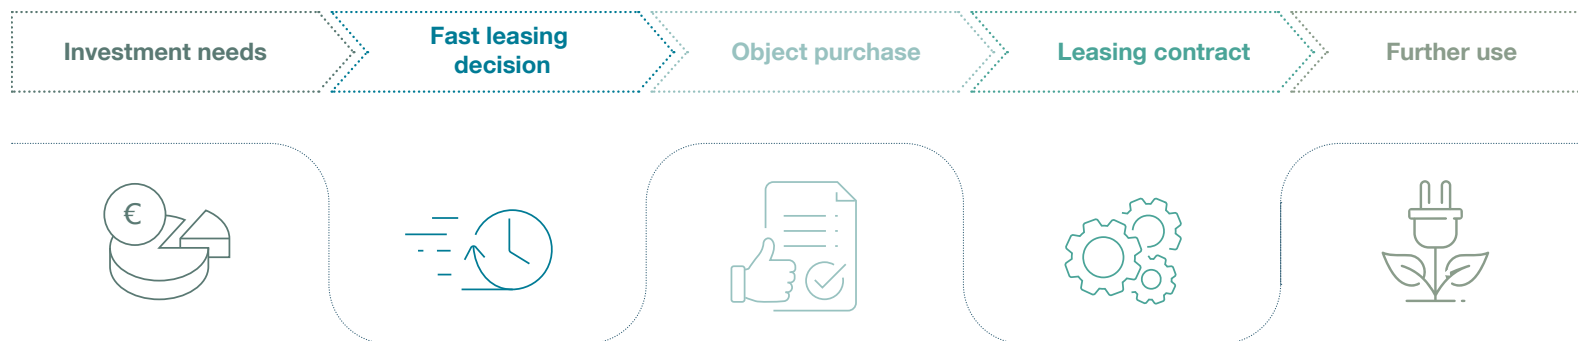 Investment needs
Fast leasing
decision
Object purchase
Leasing contract
Further use
€